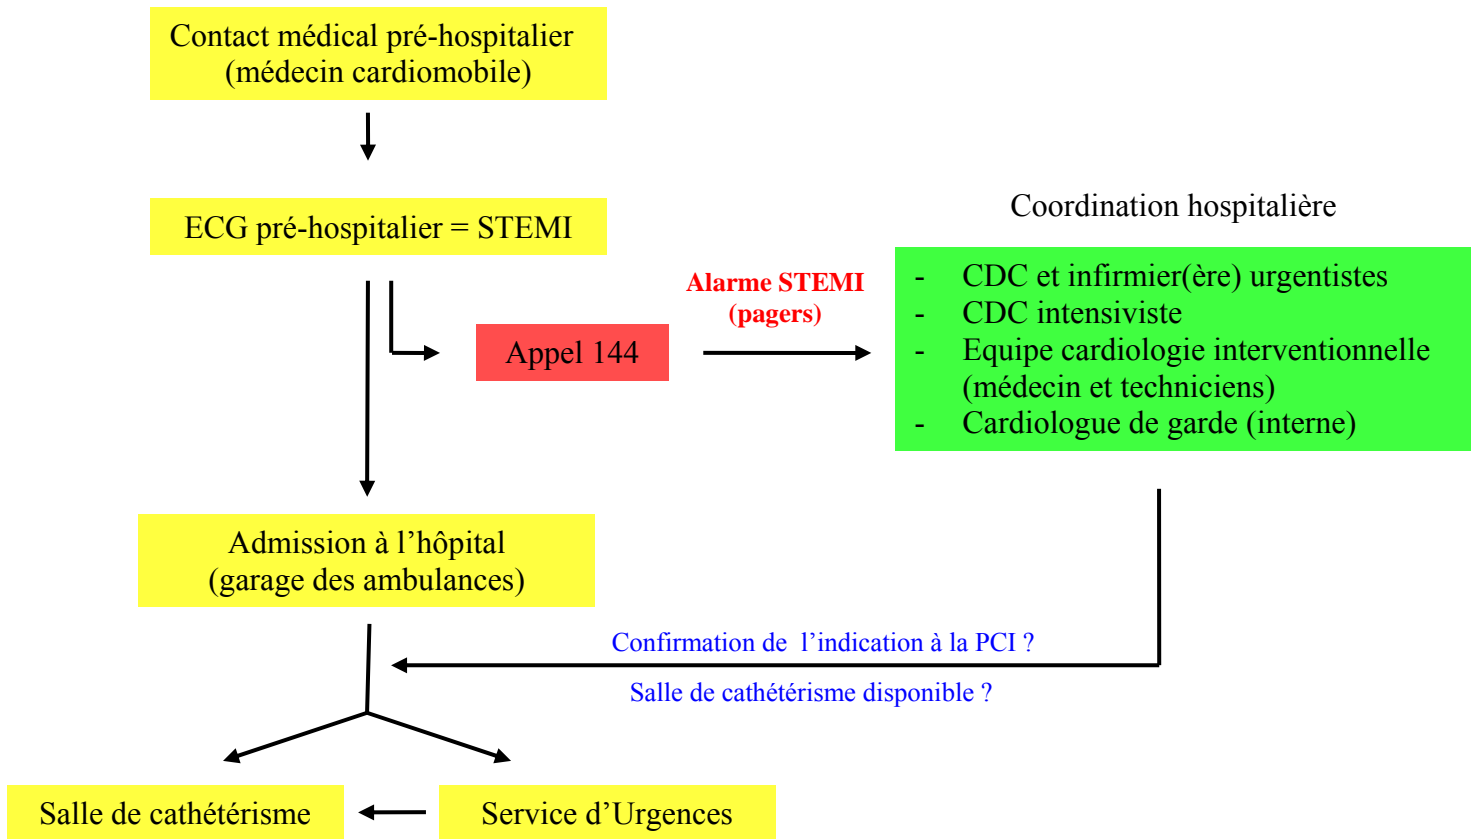 Contact médical pré-hospitalier
(médecin cardiomobile)
ECG pré-hospitalier = STEMI
Coordination hospitalière
Alarme STEMI
(pagers)
Appel 144
- CDC et infirmier(ère) urgentistes
- CDC intensiviste
- Equipe cardiologie interventionnelle
(médecin et techniciens)
- Cardiologue de garde (interne)
Admission à l’hôpital
(garage des ambulances)
Confirmation de l’indication à la PCI ?
Salle de cathétérisme disponible ?
Salle de cathétérisme
Service d’Urgences